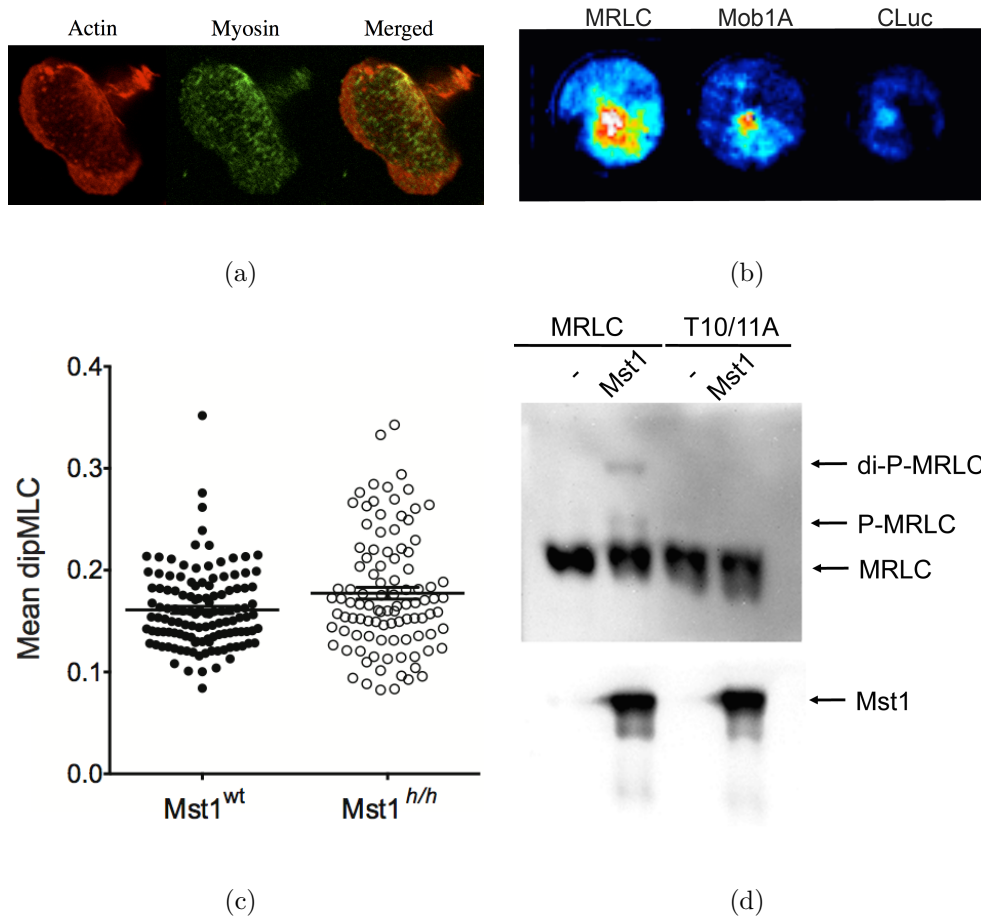 Actin Myosin Merged
(a)
MRLC Mob1A CLuc
(b)
0.4
0.3
0.2
0.1
0.0
Mean dipMLC
Mst1wt Mst1h/h
(c)
MRLC T10/11A
- Mst1 - Mst1
di-P-MRLC
P-MRLC
MRLC
Mst1
(d)